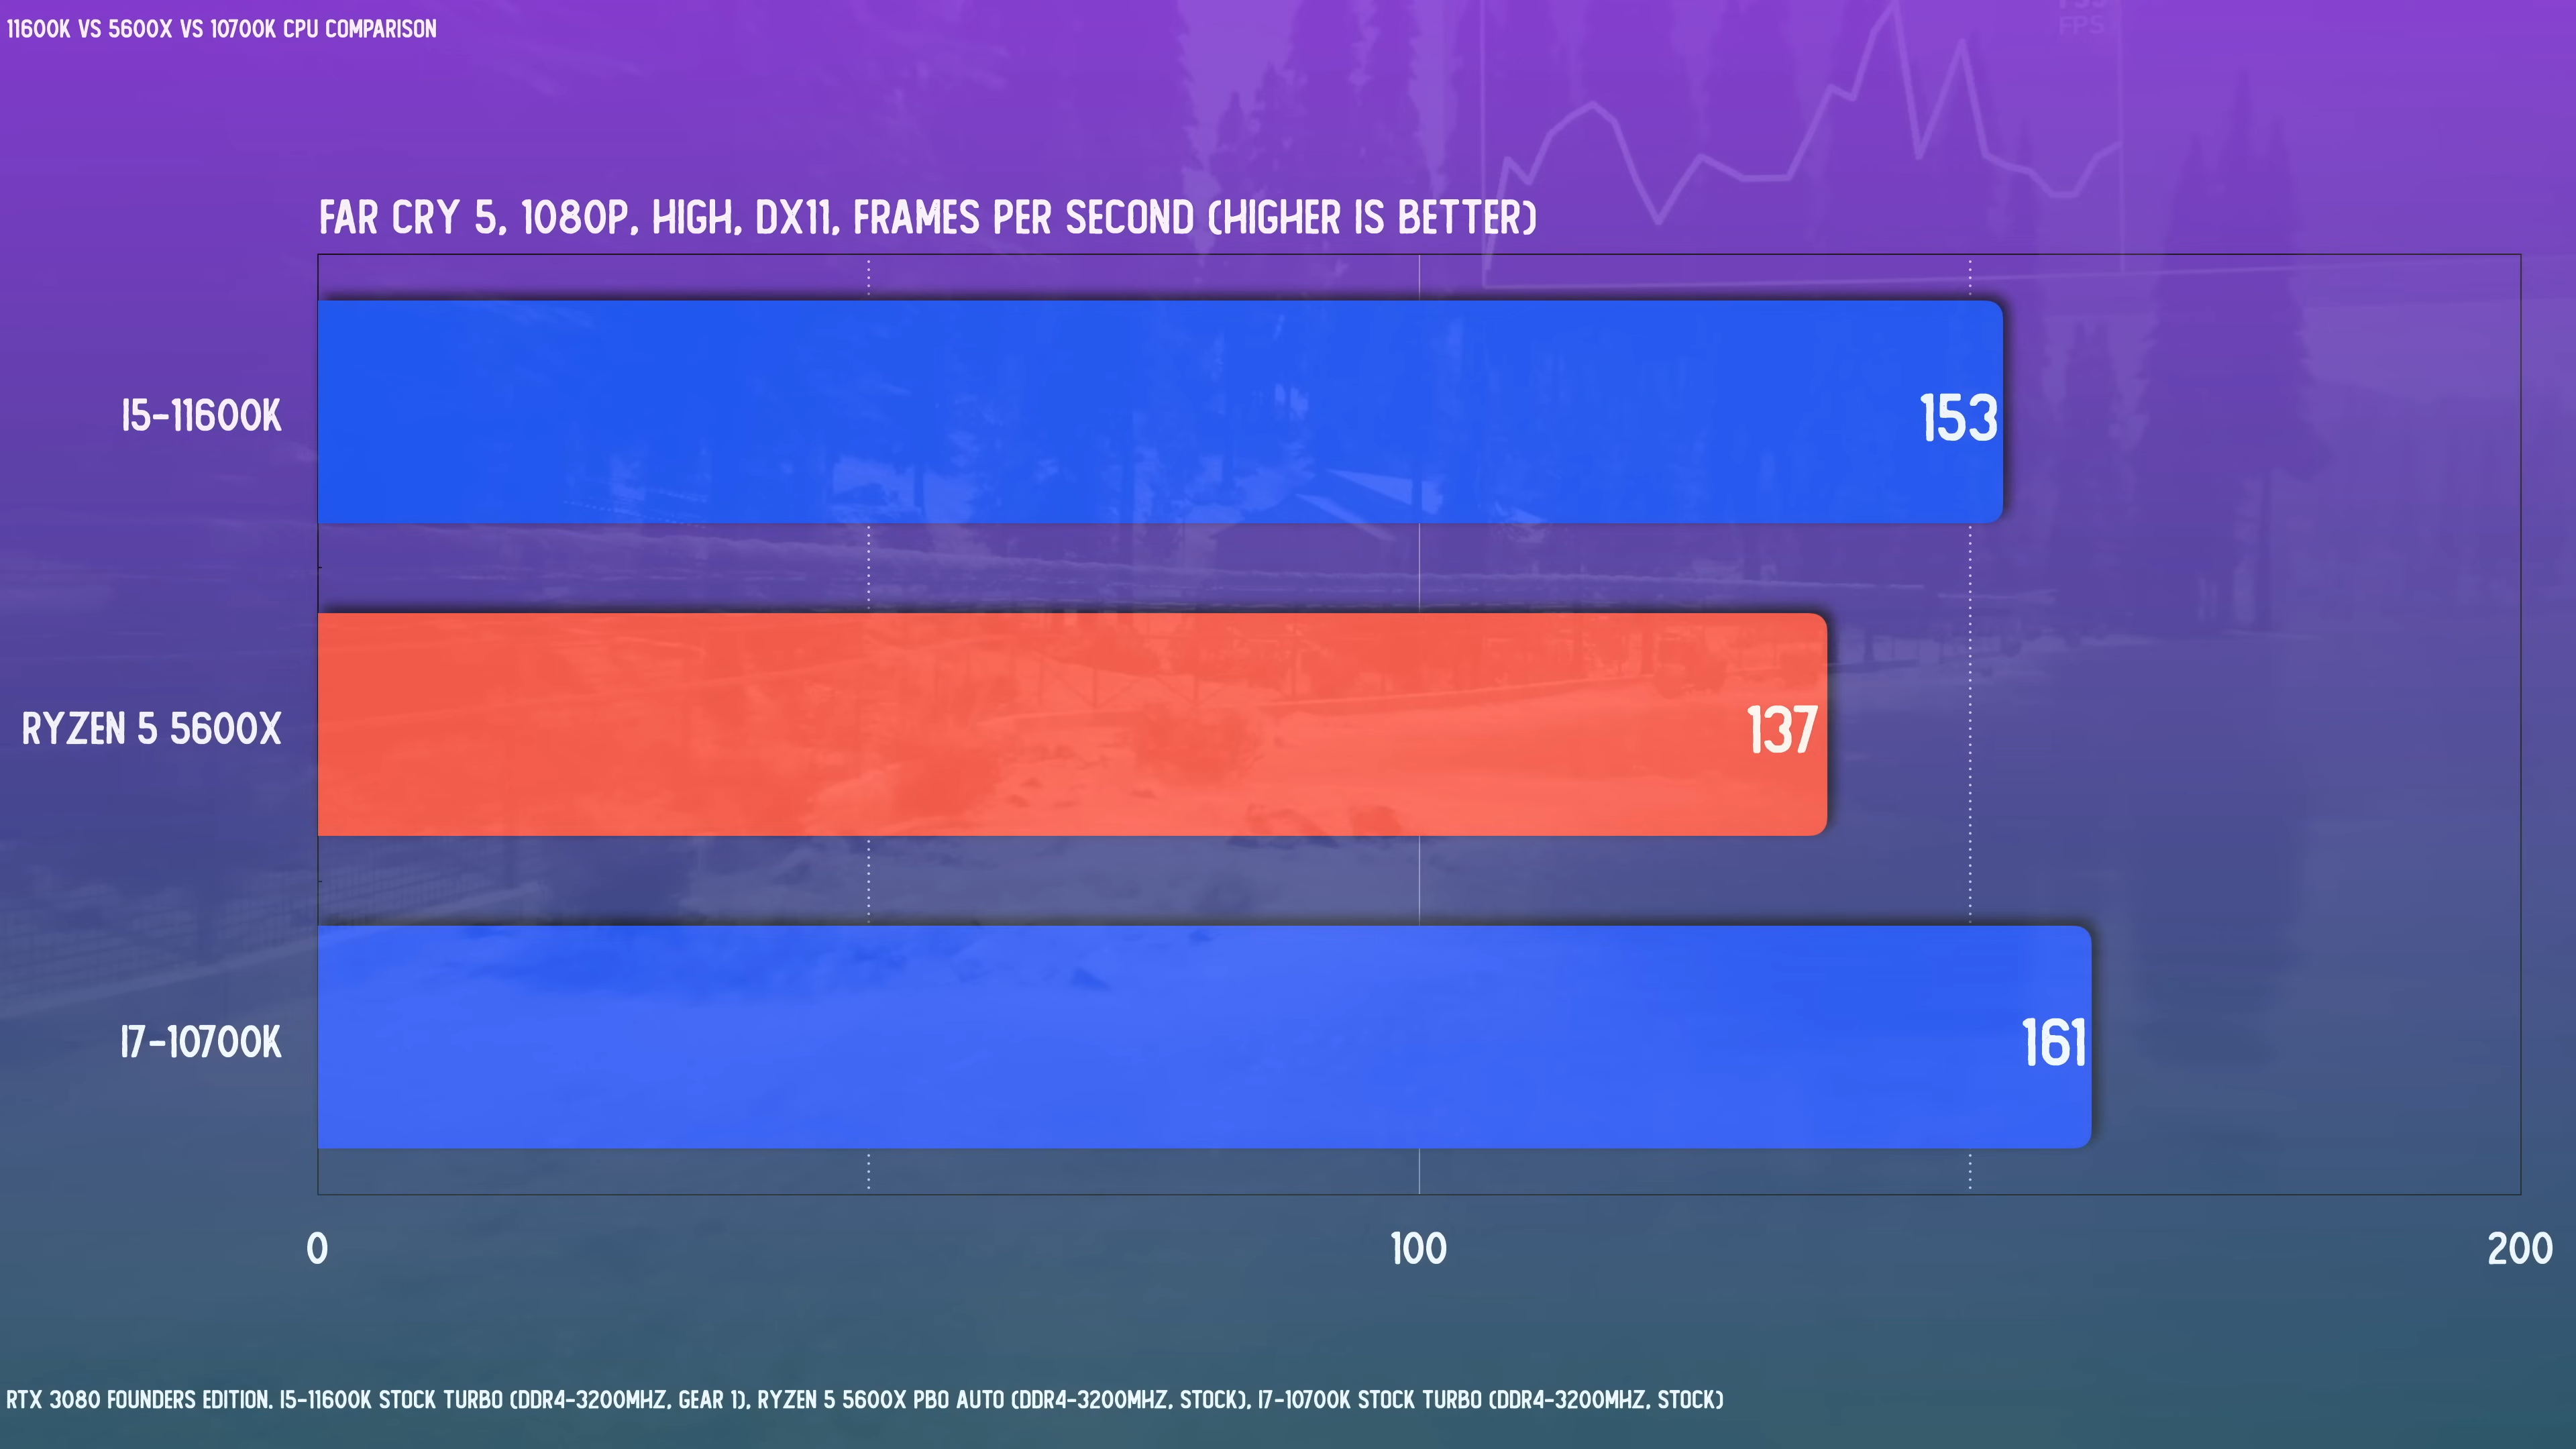 11600K VS 5600X VS 10700K CPU COMPARISON
FPS
FAR CRY 5, 1080P, HIGH, DX11, FRAMES PER SECOND (HIGHER IS BETTER)
I5-11600K
153
RYZEN 5 5600X
137
I7-10700K
161
0
100
200
RTX 3080 FOUNDERS EDITION. I5-11600K STOCK TURBO (DDR4-3200MHZ, GEAR 1), RYZEN 5 5600X PBO AUTO (DDR4-3200MHZ, STOCK), I7-10700K STOCK TURBO (DDR4-3200MHZ, STOCK)